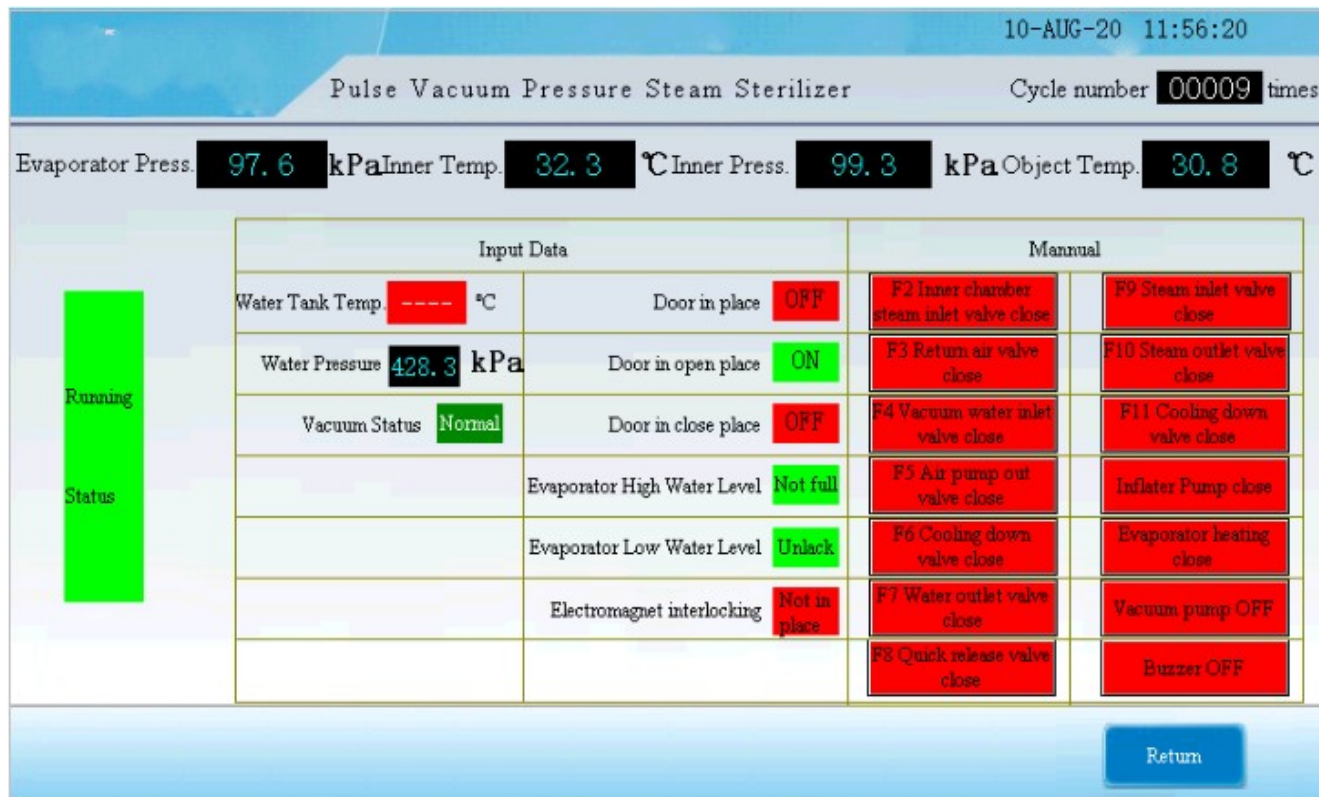 10-AUG-20 11:56:20
Pulse Vacuum Pressure Steam Sterilizer
Cycle number 00009 times
Evaporator Press. 97.6 kPa Inner Temp. 32.3 ℃ Inner Press. 99.3 kPa Object Temp. 30.8 ℃
Input Data
Mannual
Water Tank Temp. ---- ℃
Door in place OFF
F2 Inner chamber
steam inlet valve close
F9 Steam inlet valve
close
Water Pressure 428.3 kPa
Door in open place ON
F3 Return air valve
close
F10 Steam outlet valve
close
Running
Status
Vacuum Status Normal
Door in close place OFF
F4 Vacuum water inlet
valve close
F11 Cooling down
valve close
Evaporator High Water Level Not full
F5 Air pump out
valve close
Inflater Pump close
Evaporator Low Water Level Unlack
F6 Cooling down
valve close
Evaporator heating
close
Electromagnet interlocking Not in
place
F7 Water outlet valve
close
Vacuum pump OFF
F8 Quick release valve
close
Buzzer OFF
Return